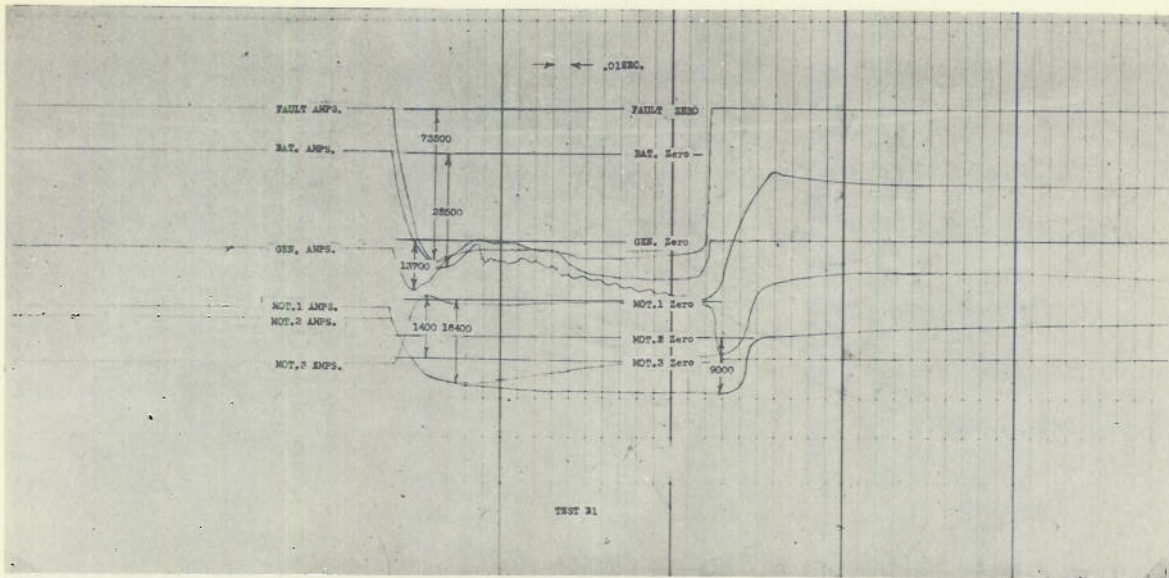 .01SEC.
FAULT AMPS. FAULT ZERO
73500
BAT. AMPS. BAT. Zero
28500
GEN. AMPS. GEN. Zero
13700
MOT.1 AMPS. MOT.1 Zero
MOT.2 AMPS. 1400 16400
MOT.2 Zero
MOT.3 AMPS. MOT.3 Zero
9000
TEST B1